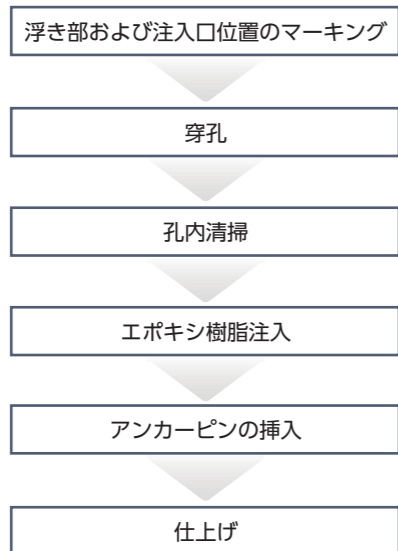 浮き部および注入口位置のマーキング
穿孔
孔内清掃
エポキシ樹脂注入
アンカーピンの挿入
仕上げ